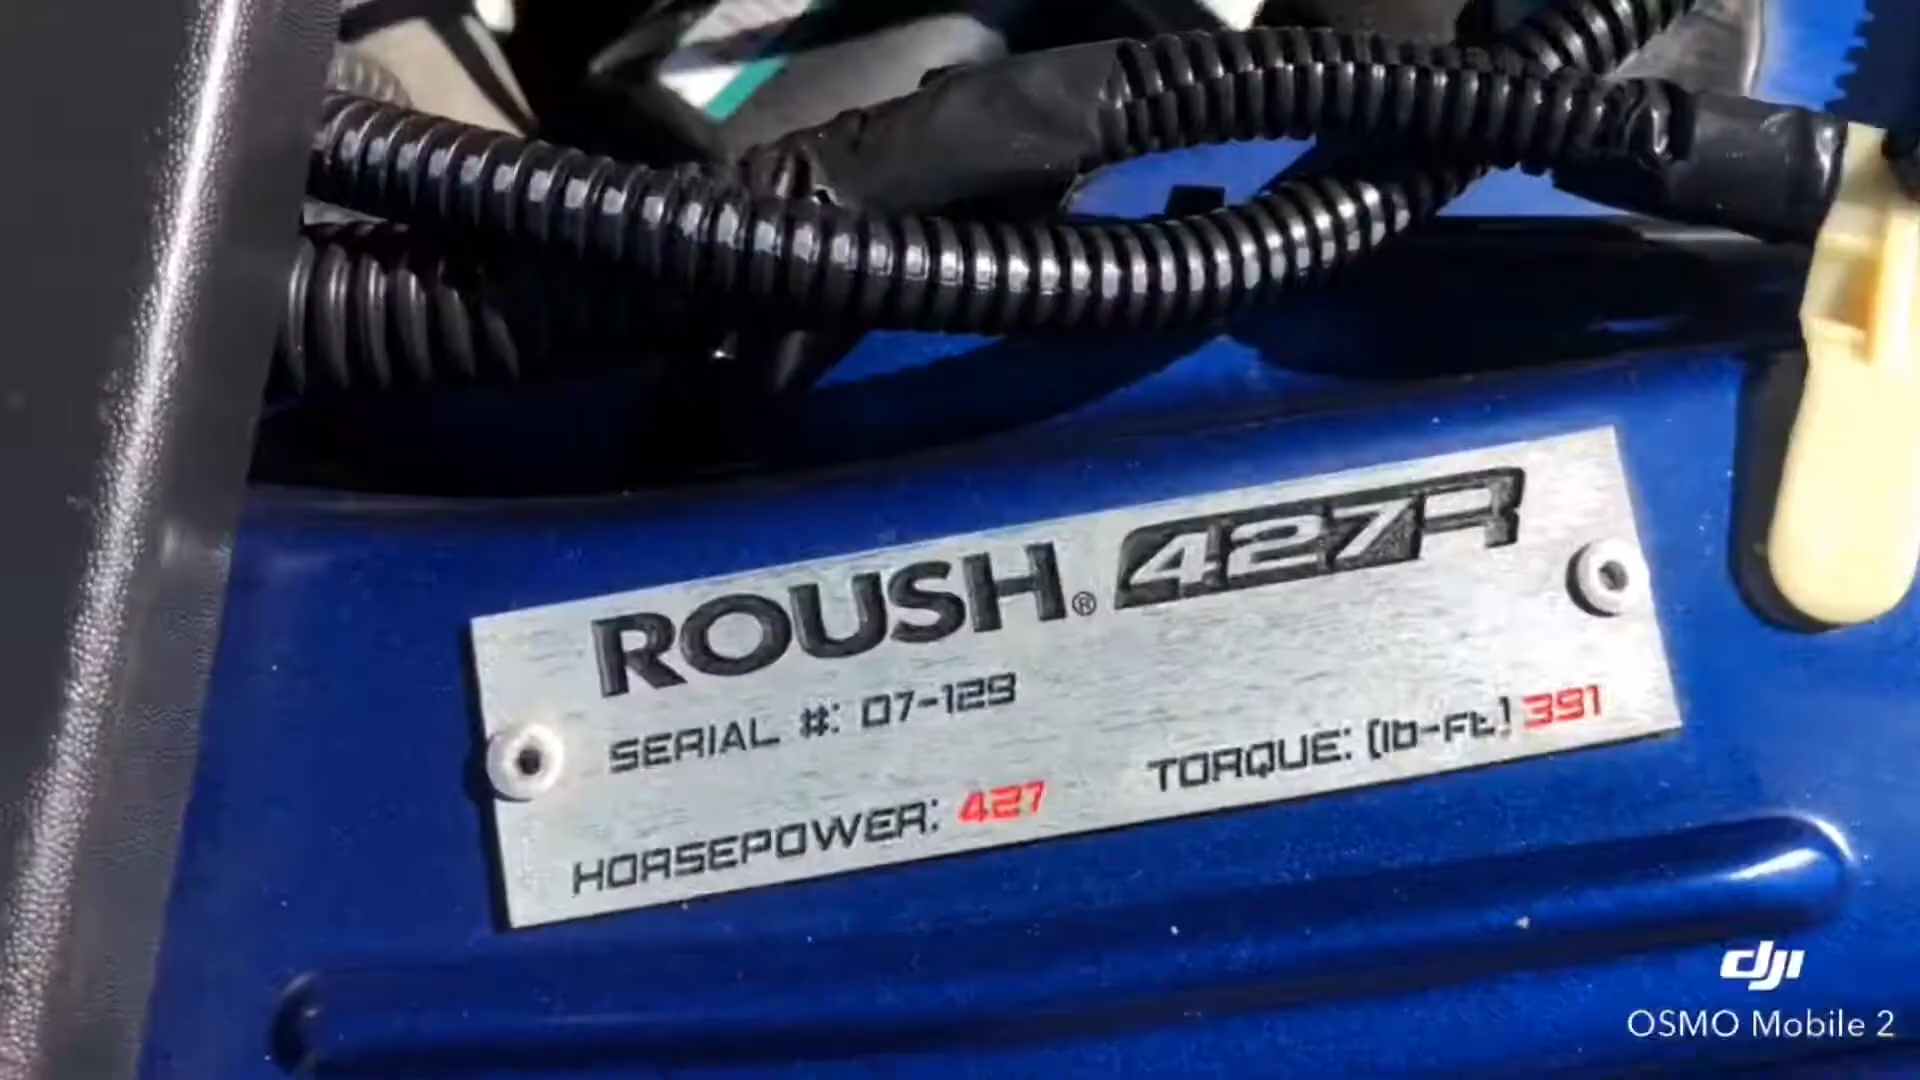 ROUSH® 427R
SERIAL #: 07-129
HORSEPOWER: 427 TORQUE: (lb-ft) 391
dji
OSMO Mobile 2